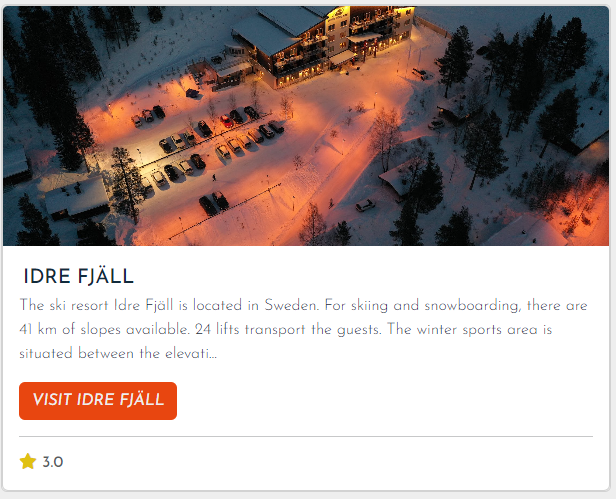 IDRE FJÄLL
The ski resort Idre Fjäll is located in Sweden. For skiing and snowboarding, there are
41 km of slopes available. 24 lifts transport the guests. The winter sports area is
situated between the elevati...
VISIT IDRE FJÄLL
3.0